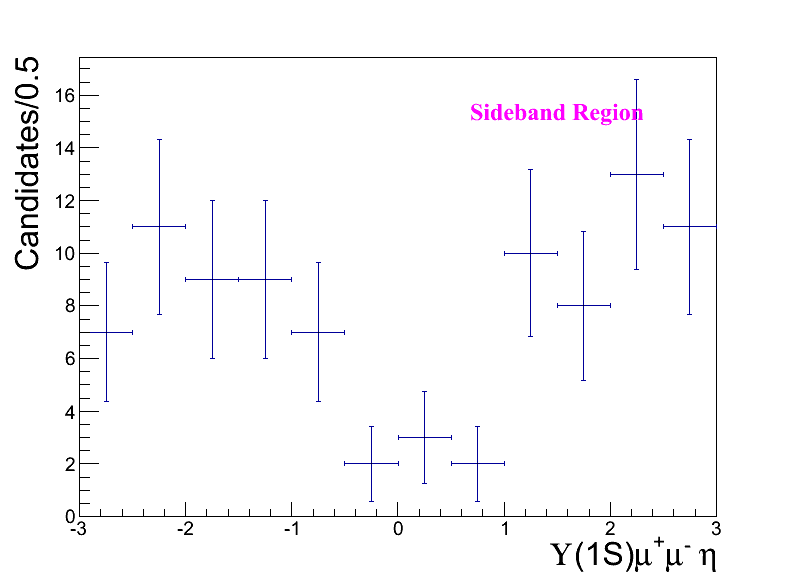 Candidates/0.5
Sideband Region
16
14
12
10
8
6
4
2
0
-3 -2 -1 0 1 2 3
ϒ(1S)μ⁺μ⁻ η